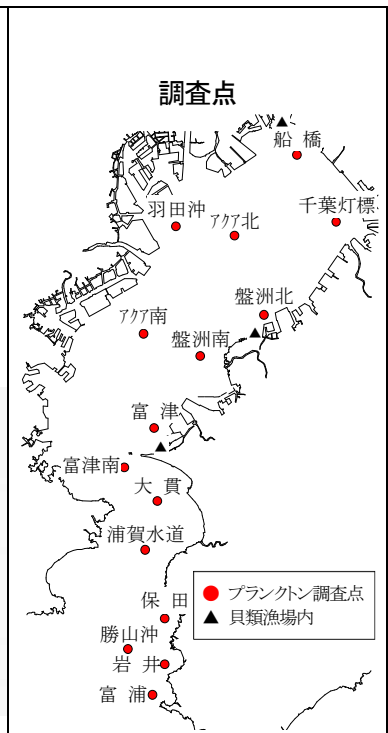 調査点
船橋
羽田沖
アクア北
千葉灯標
盤洲北
アクア南
盤洲南
富津
富津南
大貫
浦賀水道
保田
勝山沖
岩井
富浦
プランクトン調査点
貝類漁場内